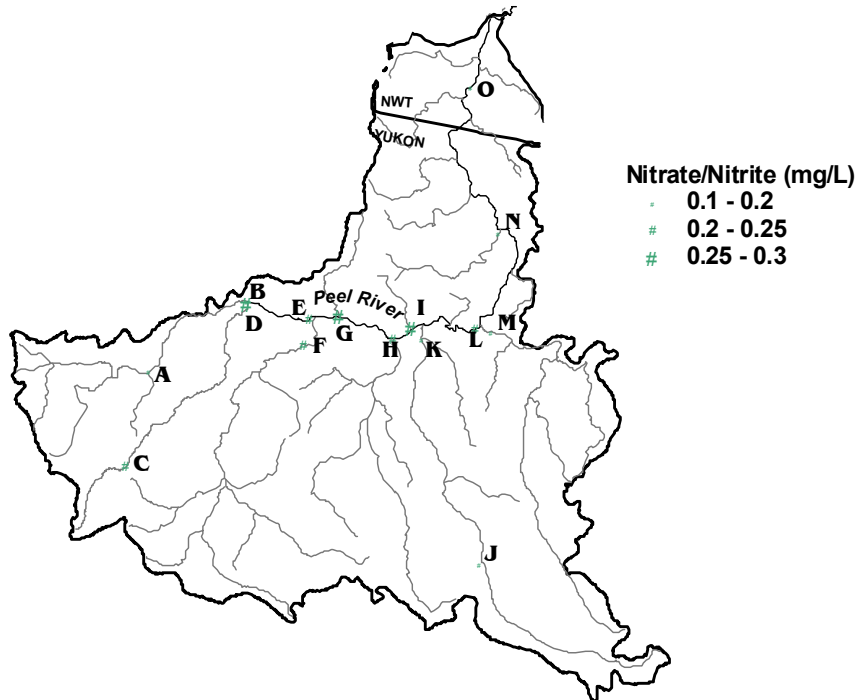 O
NWT
YUKON
Nitrate/Nitrite (mg/L)
# 0.1 - 0.2
# 0.2 - 0.25
# 0.25 - 0.3
N
B
Peel River
E
I
D
G
M
F
H
K
L
A
C
J